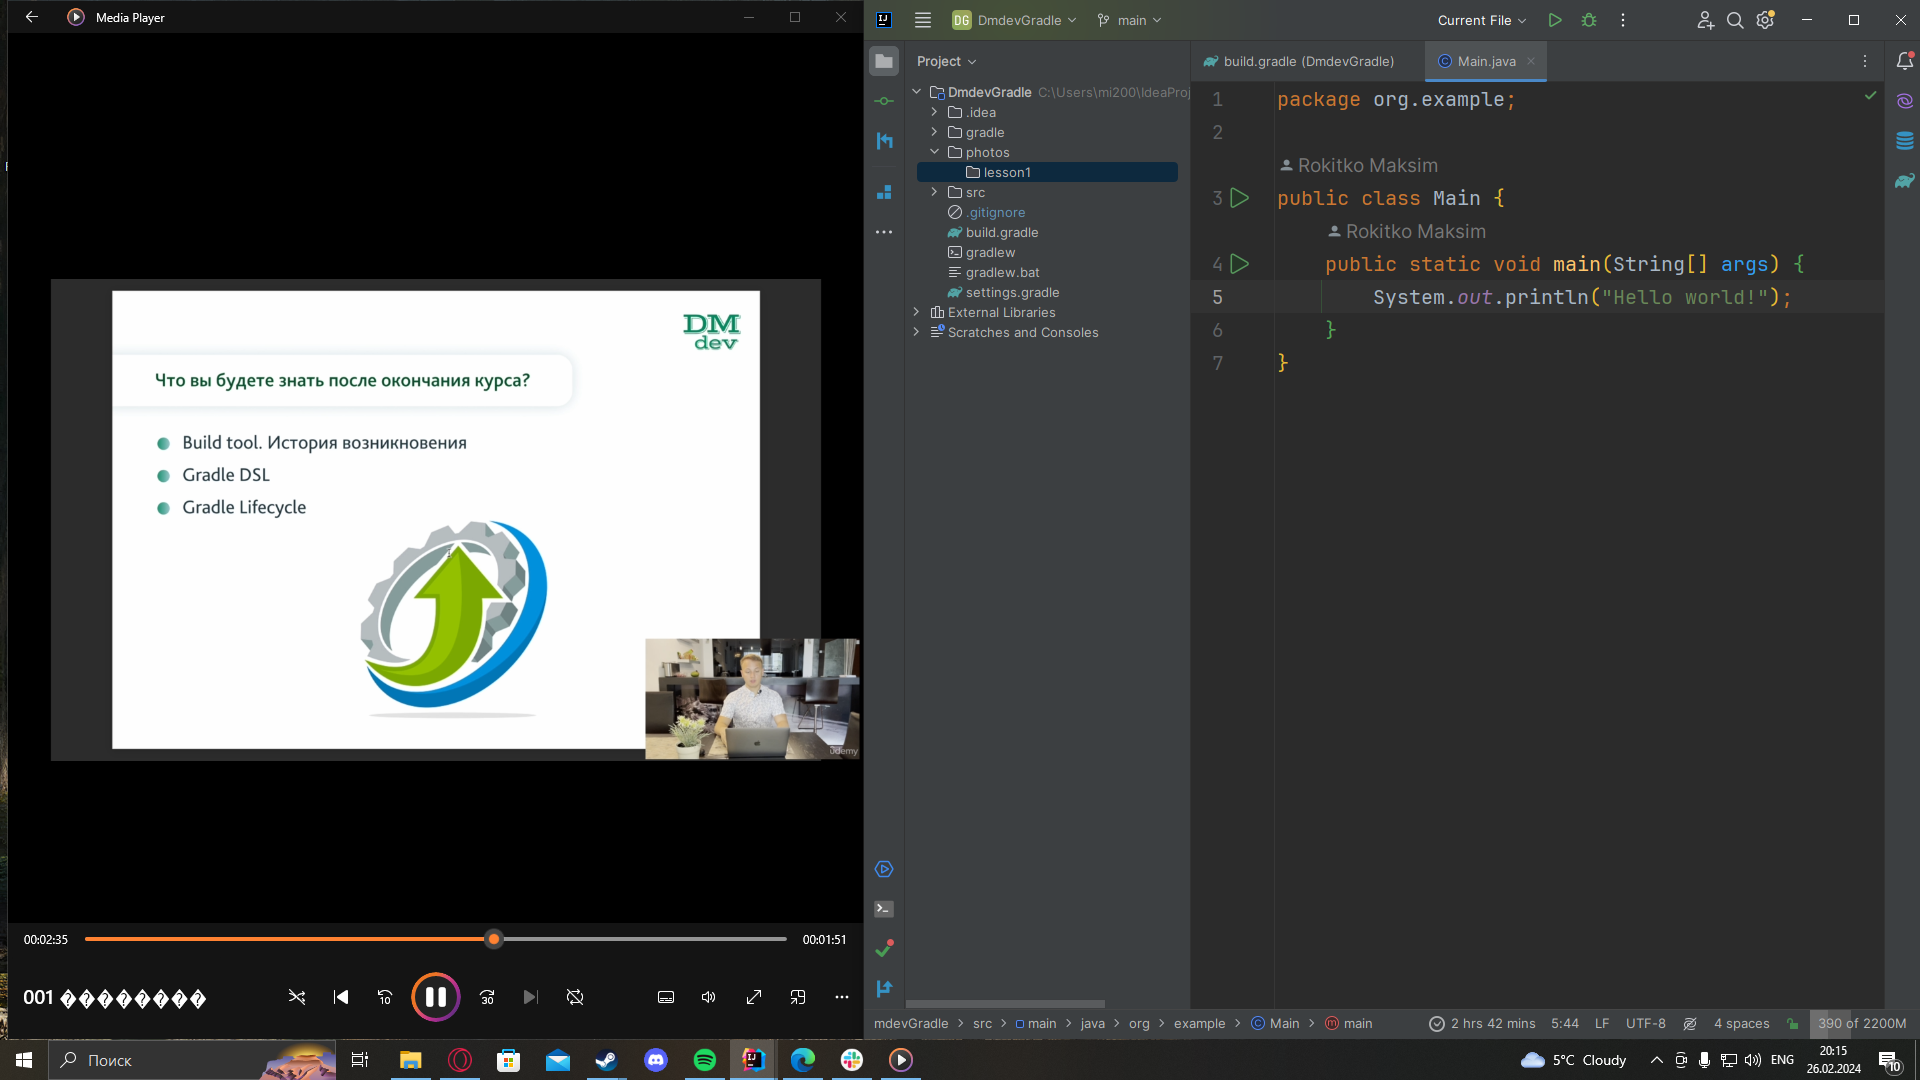 Media Player
DM
dev
Что вы будете знать после окончания курса?
Build tool. История возникновения
Gradle DSL
Gradle Lifecycle
udemy
00:02:35
00:01:51
001 ���������
10
30
DG DmdevGradle
main
Current File
Project
DmdevGradle C:\Users\mi200\IdeaProj
.idea
gradle
photos
lesson1
src
.gitignore
build.gradle
gradlew
gradlew.bat
settings.gradle
External Libraries
Scratches and Consoles
build.gradle (DmdevGradle)
Main.java
1 package org.example;
2
Rokitko Maksim
3 public class Main {
Rokitko Maksim
4 public static void main(String[] args) {
5 System.out.println("Hello world!");
6 }
7 }
mdevGradle > src > main > java > org > example > Main > main
2 hrs 42 mins
5:44
LF
UTF-8
4 spaces
390 of 2200M
Поиск
5°C Cloudy
ENG
20:15
26.02.2024
10